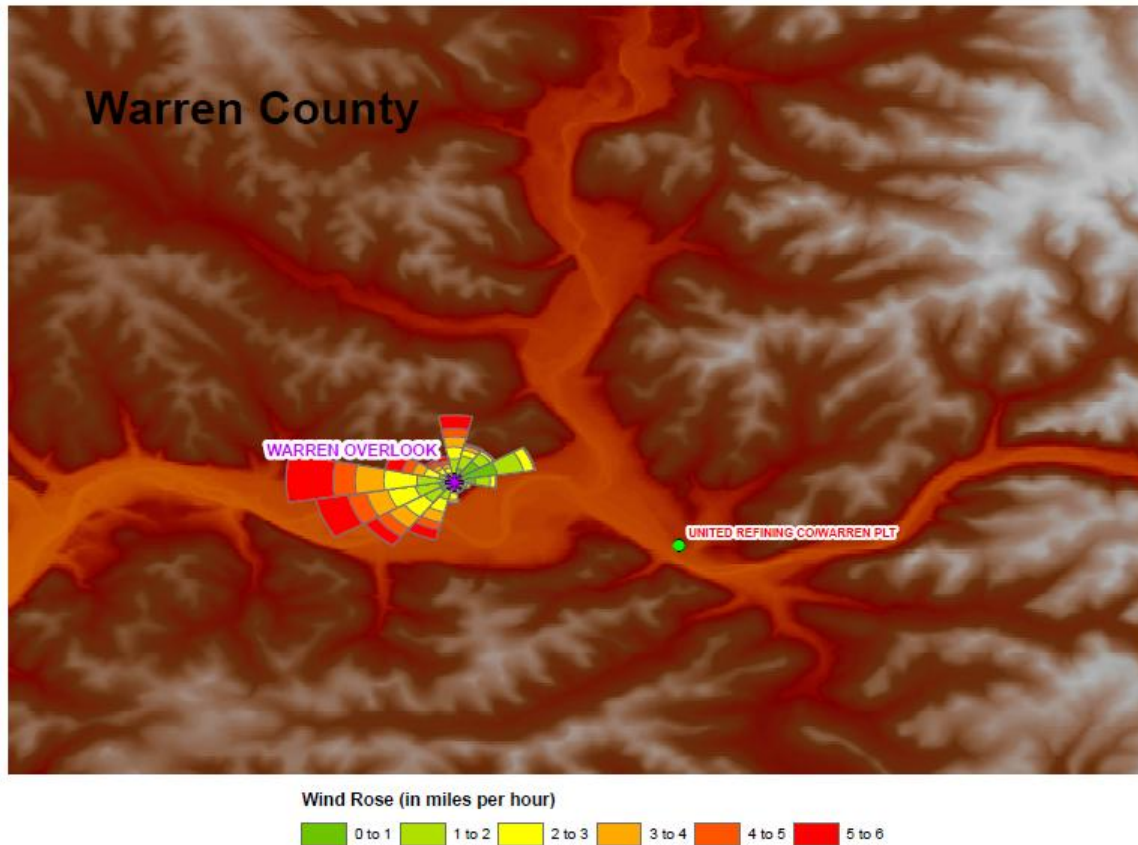 Warren County
WARREN OVERLOOK
UNITED REFINING CO/WARREN PLT
Wind Rose (in miles per hour)
0 to 1 1 to 2 2 to 3 3 to 4 4 to 5 5 to 6